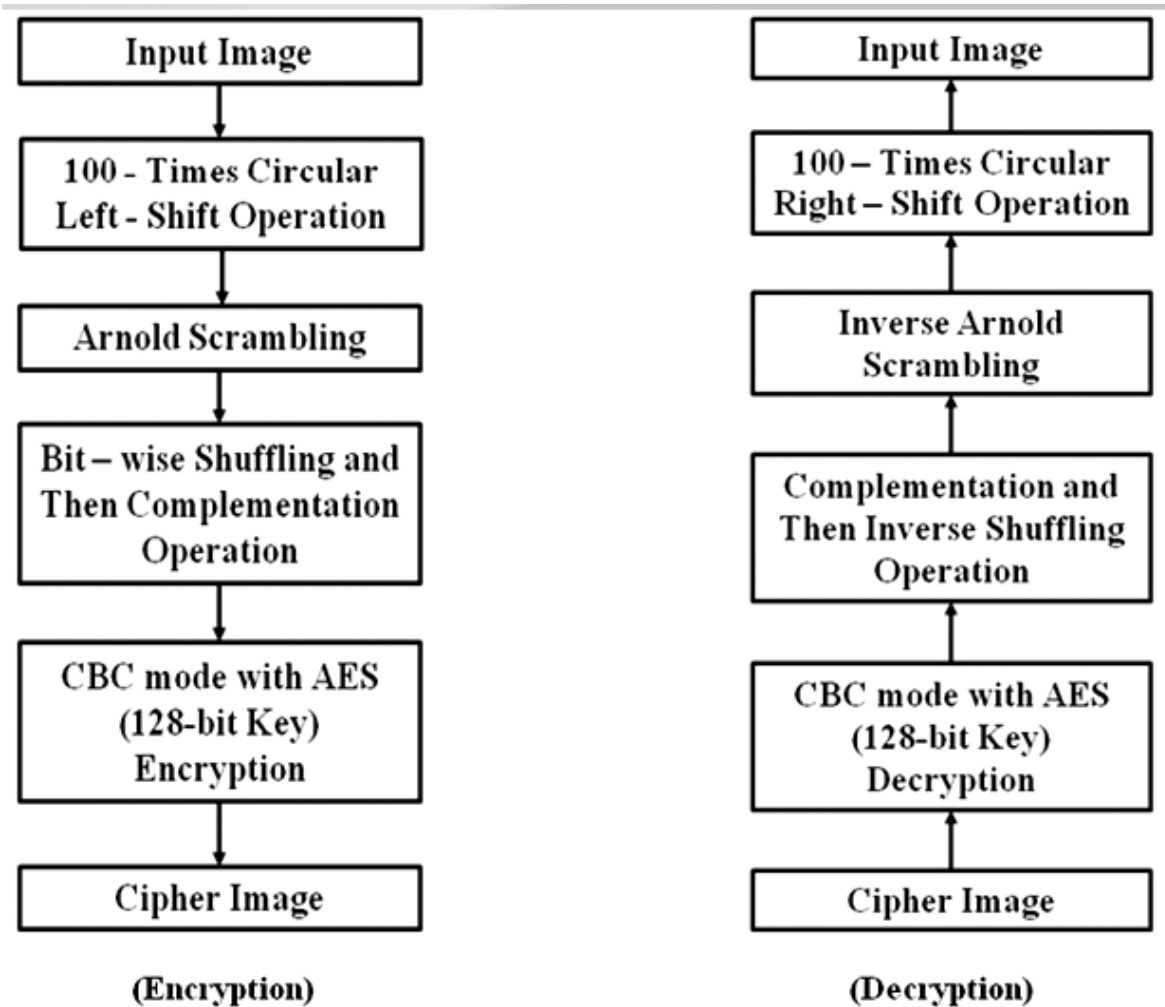 Input Image
100 - Times Circular
Left - Shift Operation
Arnold Scrambling
Bit – wise Shuffling and
Then Complementation
Operation
CBC mode with AES
(128-bit Key)
Encryption
Cipher Image
(Encryption)
Input Image
100 – Times Circular
Right – Shift Operation
Inverse Arnold
Scrambling
Complementation and
Then Inverse Shuffling
Operation
CBC mode with AES
(128-bit Key)
Decryption
Cipher Image
(Decryption)